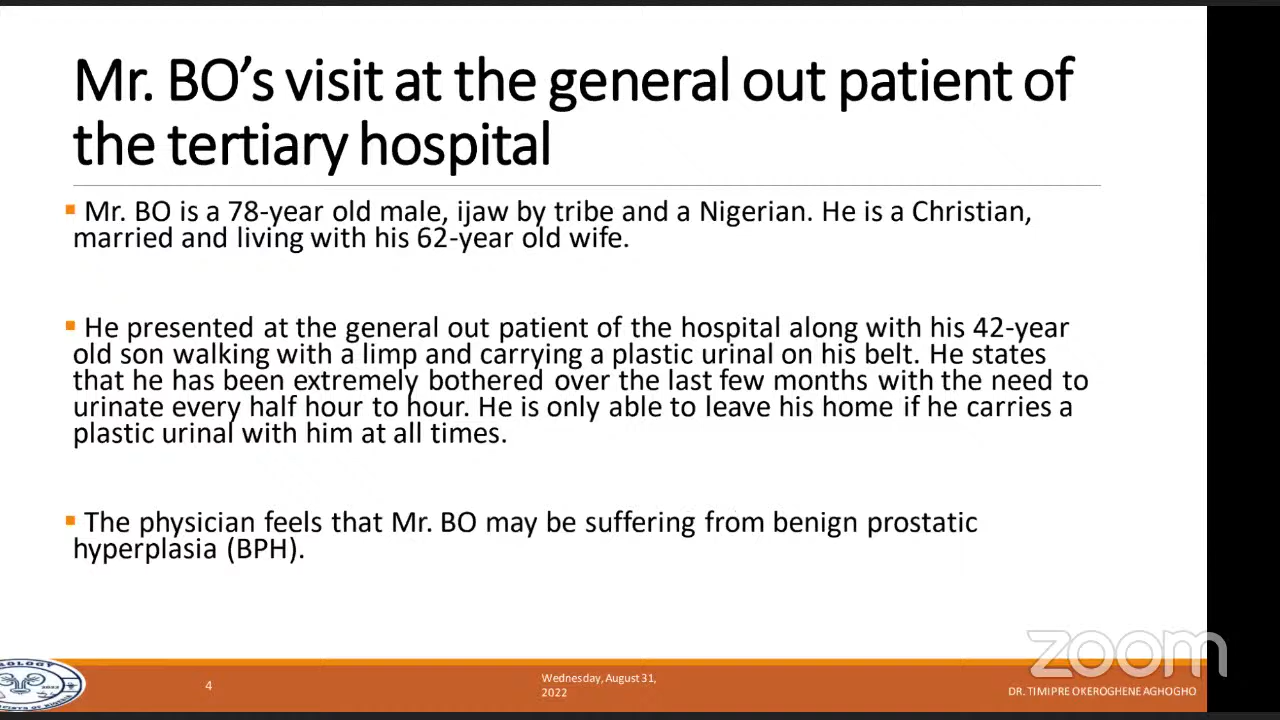 Mr. BO’s visit at the general out patient of
the tertiary hospital
▪ Mr. BO is a 78-year old male, ijaw by tribe and a Nigerian. He is a Christian,
married and living with his 62-year old wife.
▪ He presented at the general out patient of the hospital along with his 42-year
old son walking with a limp and carrying a plastic urinal on his belt. He states
that he has been extremely bothered over the last few months with the need to
urinate every half hour to hour. He is only able to leave his home if he carries a
plastic urinal with him at all times.
▪ The physician feels that Mr. BO may be suffering from benign prostatic
hyperplasia (BPH).
zoom
4
Wednesday, August 31,
2022
DR. TIMIPRE OKEROGHENE AGHOGHO
2022